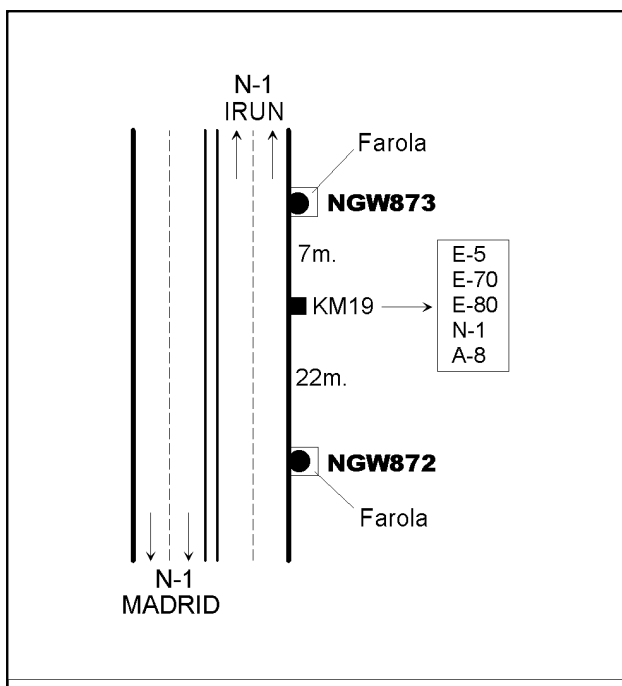 N-1
IRUN
Farola
NGW873
7m.
KM19
E-5
E-70
E-80
N-1
A-8
22m.
NGW872
Farola
N-1
MADRID